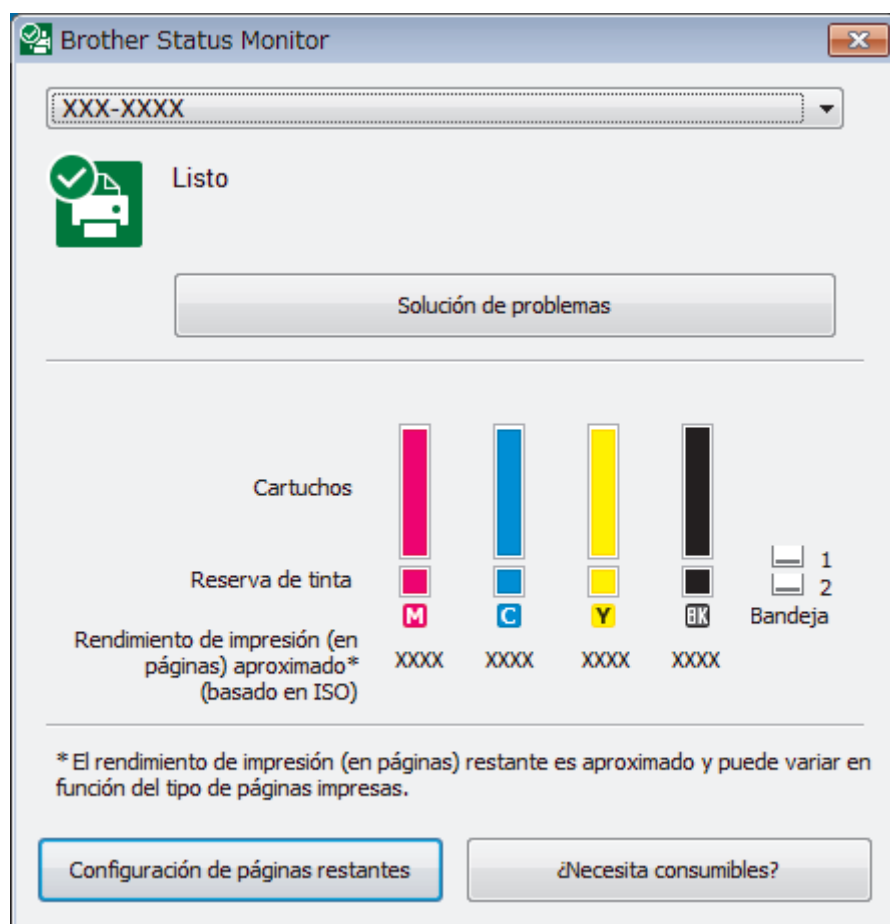 Brother Status Monitor
XXX-XXXX
Listo
Solución de problemas
Cartuchos
1
Reserva de tinta
2
M C Y BK Bandeja
Rendimiento de impresión (en
páginas) aproximado* XXXX XXXX XXXX XXXX
(basado en ISO)
* El rendimiento de impresión (en páginas) restante es aproximado y puede variar en
función del tipo de páginas impresas.
Configuración de páginas restantes ¿Necesita consumibles?